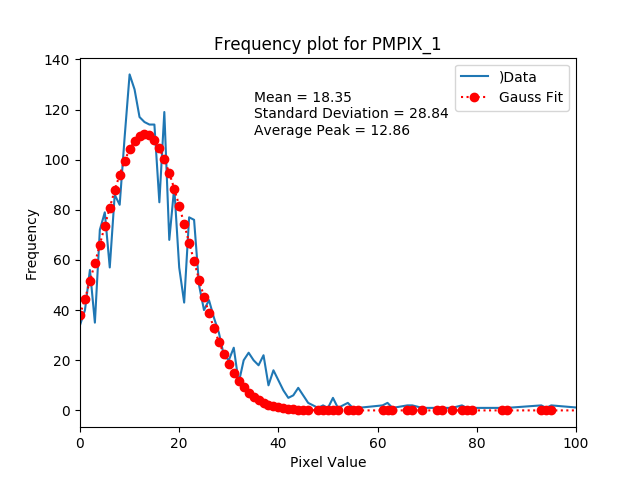 Frequency plot for PMPIX_1
)Data
Gauss Fit
Mean = 18.35
Standard Deviation = 28.84
Average Peak = 12.86
Frequency
140
120
100
80
60
40
20
0
0 20 40 60 80 100
Pixel Value